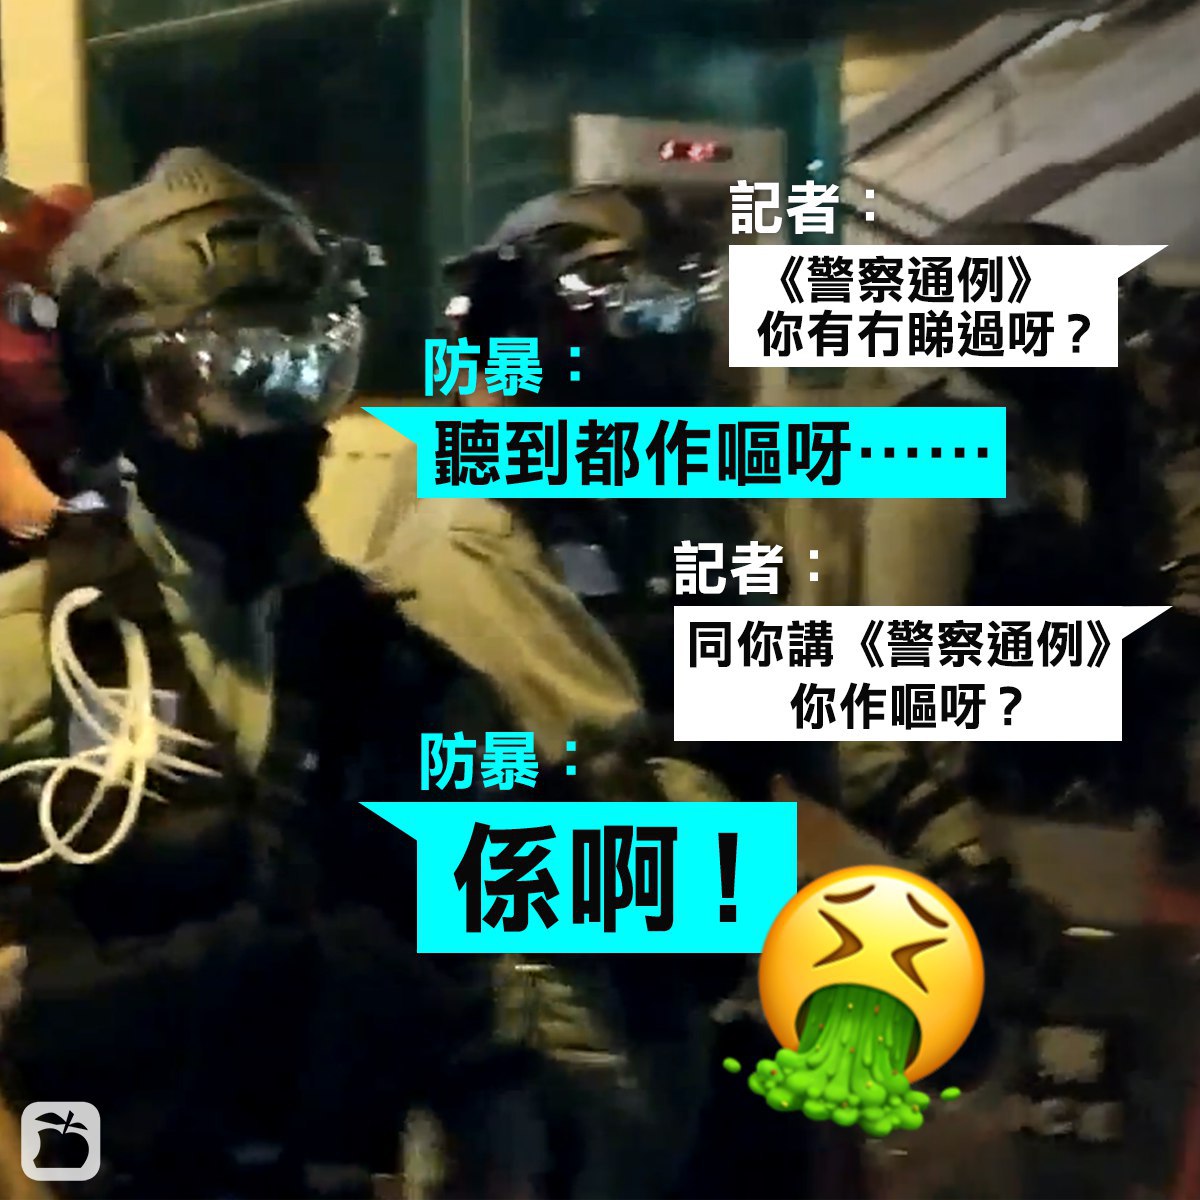 記者：
《警察通例》
你有冇睇過呀？
防暴：
聽到都作嘔呀……
記者：
同你講《警察通例》
你作嘔呀？
防暴：
係啊！